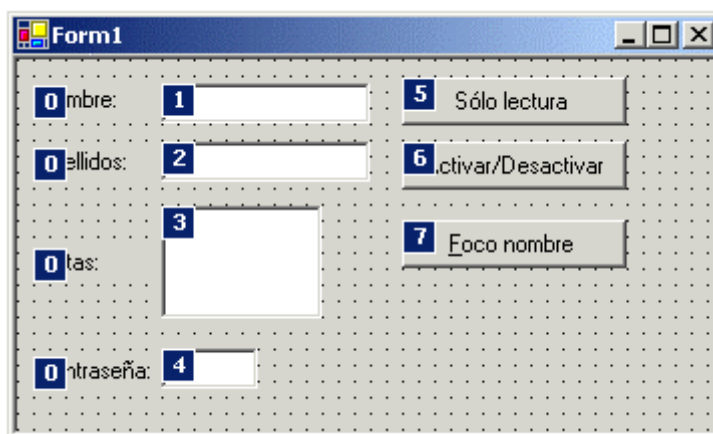 Form1
0 mbre: 1 5 Sólo lectura
0 ellidos: 2 6 ctivar/Desactivar
3
0 tas: 7 Foco nombre
0 ntraseña: 4